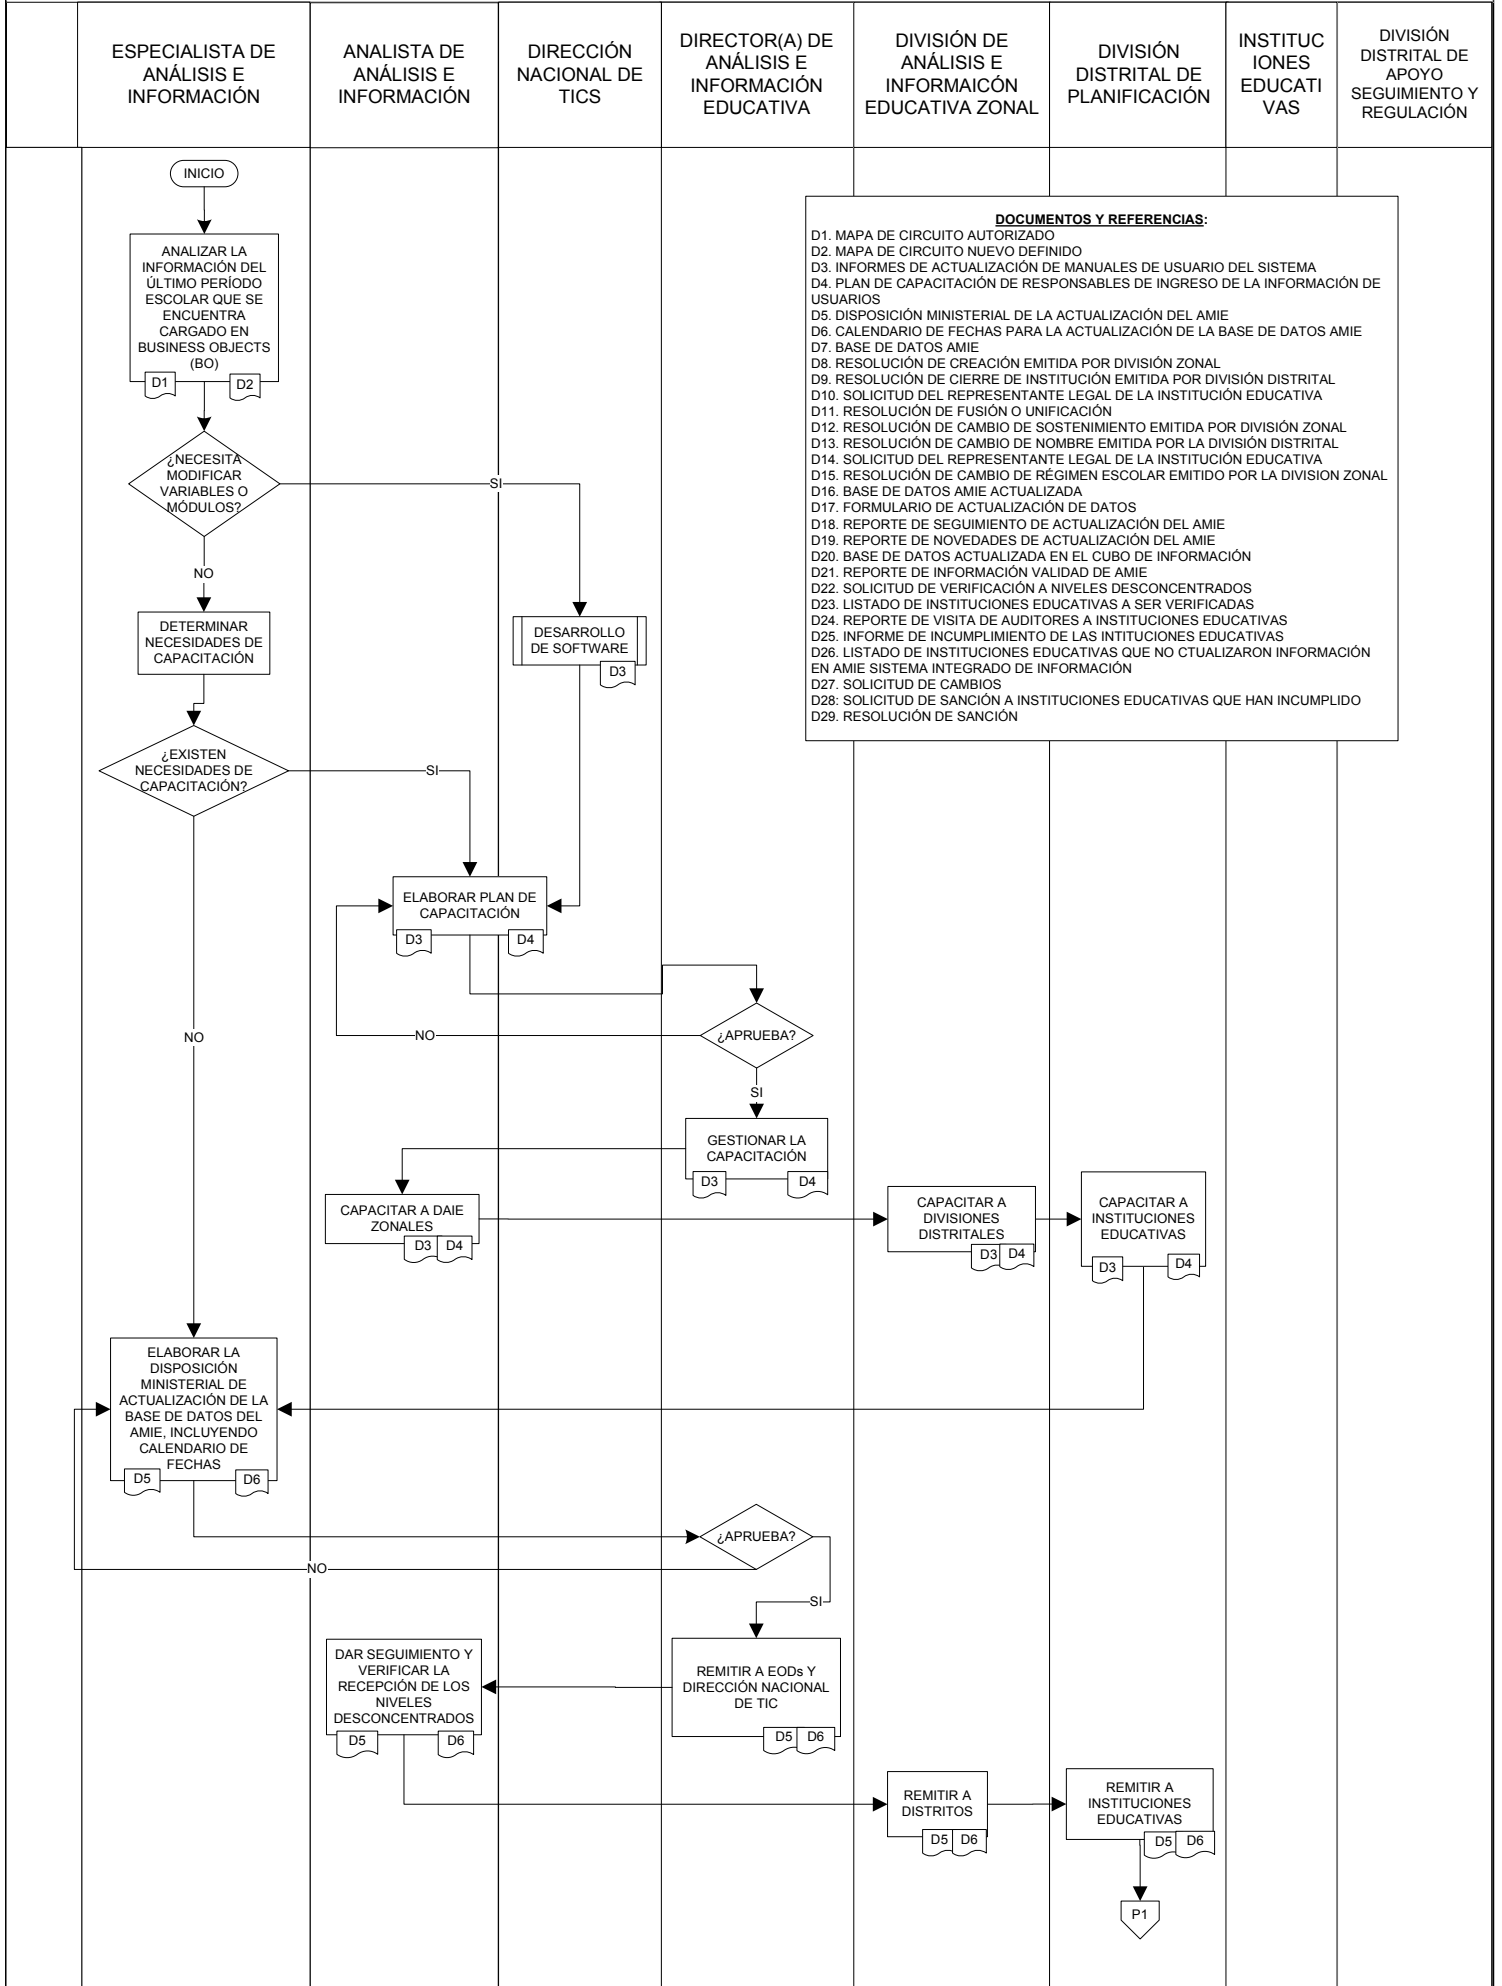 ESPECIALISTA DE
ANÁLISIS E
INFORMACIÓN
ANALISTA DE
ANÁLISIS E
INFORMACIÓN
DIRECCIÓN
NACIONAL DE
TICS
DIRECTOR(A) DE
ANÁLISIS E
INFORMACIÓN
EDUCATIVA
DIVISIÓN DE
ANÁLISIS E
INFORMAICÓN
EDUCATIVA ZONAL
DIVISIÓN
DISTRITAL DE
PLANIFICACIÓN
INSTITUC
IONES
EDUCATI
VAS
DIVISIÓN
DISTRITAL DE
APOYO
SEGUIMIENTO Y
REGULACIÓN
INICIO
ANALIZAR LA
INFORMACIÓN DEL
ÚLTIMO PERÍODO
ESCOLAR QUE SE
ENCUENTRA
CARGADO EN
BUSINESS OBJECTS
(BO)
D1
D2
DOCUMENTOS Y REFERENCIAS:
D1. MAPA DE CIRCUITO AUTORIZADO
D2. MAPA DE CIRCUITO NUEVO DEFINIDO
D3. INFORMES DE ACTUALIZACIÓN DE MANUALES DE USUARIO DEL SISTEMA
D4. PLAN DE CAPACITACIÓN DE RESPONSABLES DE INGRESO DE LA INFORMACIÓN DE
USUARIOS
D5. DISPOSICIÓN MINISTERIAL DE LA ACTUALIZACIÓN DEL AMIE
D6. CALENDARIO DE FECHAS PARA LA ACTUALIZACIÓN DE LA BASE DE DATOS AMIE
D7. BASE DE DATOS AMIE
D8. RESOLUCIÓN DE CREACIÓN EMITIDA POR DIVISIÓN ZONAL
D9. RESOLUCIÓN DE CIERRE DE INSTITUCIÓN EMITIDA POR DIVISIÓN DISTRITAL
D10. SOLICITUD DEL REPRESENTANTE LEGAL DE LA INSTITUCIÓN EDUCATIVA
D11. RESOLUCIÓN DE FUSIÓN O UNIFICACIÓN
D12. RESOLUCIÓN DE CAMBIO DE SOSTENIMIENTO EMITIDA POR DIVISIÓN ZONAL
D13. RESOLUCIÓN DE CAMBIO DE NOMBRE EMITIDA POR LA DIVISIÓN DISTRITAL
D14. SOLICITUD DEL REPRESENTANTE LEGAL DE LA INSTITUCIÓN EDUCATIVA
D15. RESOLUCIÓN DE CAMBIO DE RÉGIMEN ESCOLAR EMITIDO POR LA DIVISION ZONAL
D16. BASE DE DATOS AMIE ACTUALIZADA
D17. FORMULARIO DE ACTUALIZACIÓN DE DATOS
D18. REPORTE DE SEGUIMIENTO DE ACTUALIZACIÓN DEL AMIE
D19. REPORTE DE NOVEDADES DE ACTUALIZACIÓN DEL AMIE
D20. BASE DE DATOS ACTUALIZADA EN EL CUBO DE INFORMACIÓN
D21. REPORTE DE INFORMACIÓN VALIDAD DE AMIE
D22. SOLICITUD DE VERIFICACIÓN A NIVELES DESCONCENTRADOS
D23. LISTADO DE INSTITUCIONES EDUCATIVAS A SER VERIFICADAS
D24. REPORTE DE VISITA DE AUDITORES A INSTITUCIONES EDUCATIVAS
D25. INFORME DE INCUMPLIMIENTO DE LAS INTITUCIONES EDUCATIVAS
D26. LISTADO DE INSTITUCIONES EDUCATIVAS QUE NO CTUALIZARON INFORMACIÓN
EN AMIE SISTEMA INTEGRADO DE INFORMACIÓN
D27. SOLICITUD DE CAMBIOS
D28: SOLICITUD DE SANCIÓN A INSTITUCIONES EDUCATIVAS QUE HAN INCUMPLIDO
D29. RESOLUCIÓN DE SANCIÓN
¿NECESITA
MODIFICAR
VARIABLES O
MÓDULOS?
SI
NO
DETERMINAR
NECESIDADES DE
CAPACITACIÓN
DESARROLLO
DE SOFTWARE
D3
¿EXISTEN
NECESIDADES DE
CAPACITACIÓN?
SI
ELABORAR PLAN DE
CAPACITACIÓN
D3
D4
NO
NO
¿APRUEBA?
SI
GESTIONAR LA
CAPACITACIÓN
D3
D4
CAPACITAR A DAIE
ZONALES
D3
D4
CAPACITAR A
DIVISIONES
DISTRITALES
D3
D4
CAPACITAR A
INSTITUCIONES
EDUCATIVAS
D3
D4
ELABORAR LA
DISPOSICIÓN
MINISTERIAL DE
ACTUALIZACIÓN DE LA
BASE DE DATOS DEL
AMIE, INCLUYENDO
CALENDARIO DE
FECHAS
D5
D6
¿APRUEBA?
NO
SI
DAR SEGUIMIENTO Y
VERIFICAR LA
RECEPCIÓN DE LOS
NIVELES
DESCONCENTRADOS
D5
D6
REMITIR A EODs Y
DIRECCIÓN NACIONAL
DE TIC
D5
D6
REMITIR A
DISTRITOS
D5
D6
REMITIR A
INSTITUCIONES
EDUCATIVAS
D5
D6
P1